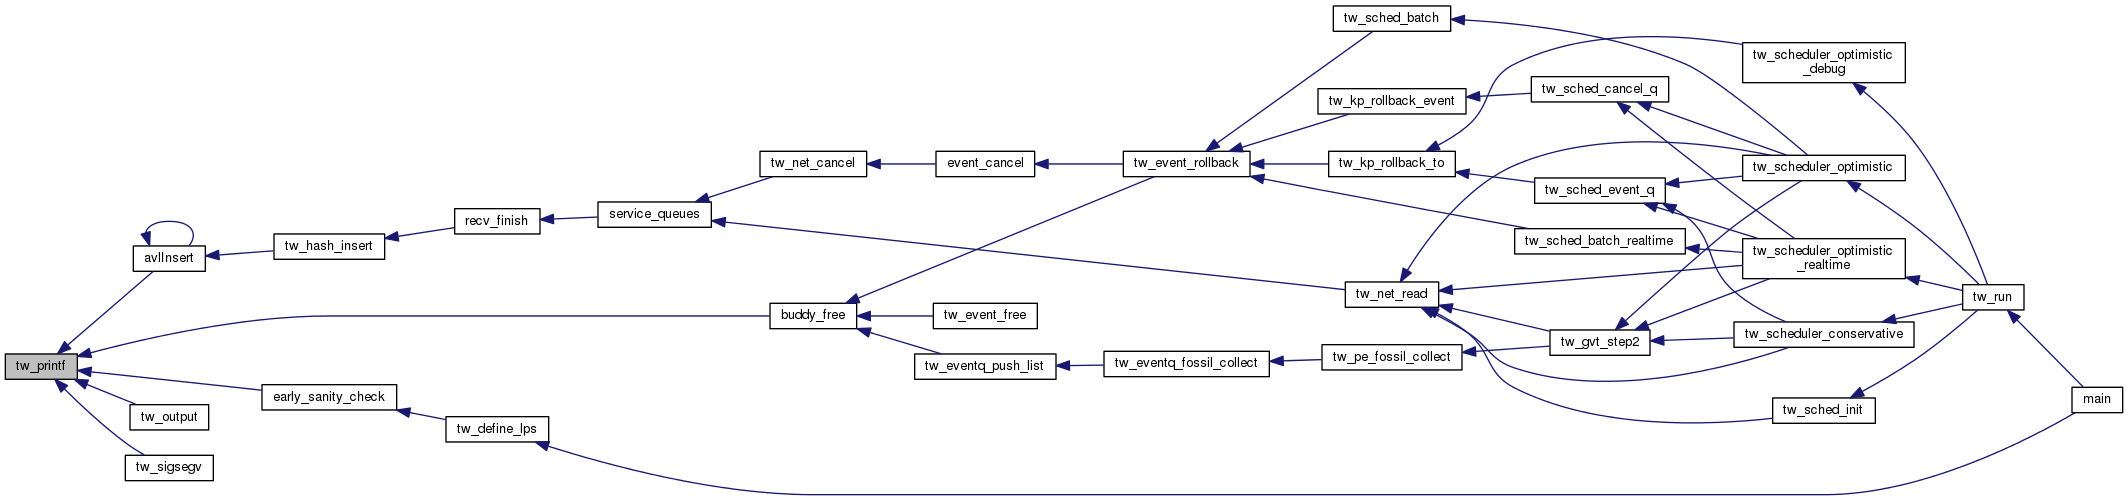 tw_sched_batch
tw_scheduler_optimistic
_debug
tw_sched_cancel_q
tw_kp_rollback_event
tw_net_cancel
event_cancel
tw_event_rollback
tw_kp_rollback_to
tw_scheduler_optimistic
tw_sched_event_q
recv_finish
service_queues
tw_hash_insert
avlInsert
tw_sched_batch_realtime
tw_scheduler_optimistic
_realtime
tw_net_read
tw_run
buddy_free
tw_event_free
tw_gvt_step2
tw_scheduler_conservative
tw_printf
tw_eventq_push_list
tw_eventq_fossil_collect
tw_pe_fossil_collect
early_sanity_check
tw_sched_init
main
tw_output
tw_define_lps
tw_sigsegv